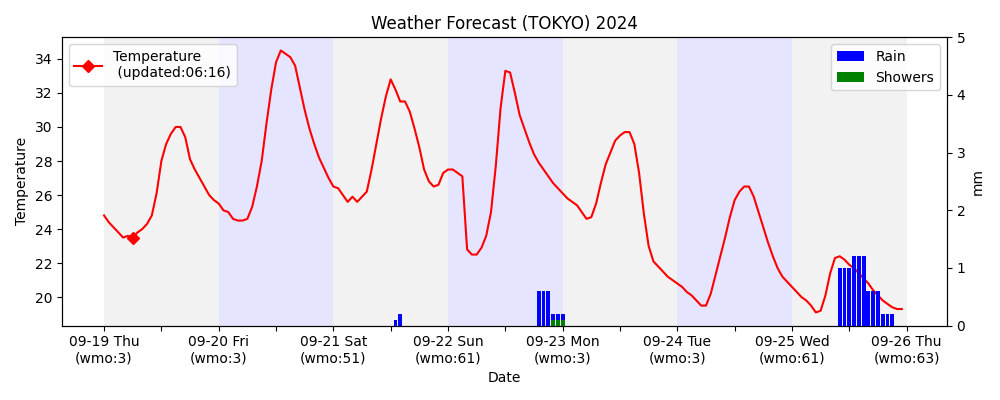 Weather Forecast (TOKYO) 2024
Temperature
(updated:06:16)
Rain
Showers
Temperature
34
32
30
28
26
24
22
20
5
4
3
2
1
0
mm
09-19 Thu
(wmo:3)
09-20 Fri
(wmo:3)
09-21 Sat
(wmo:51)
09-22 Sun
(wmo:61)
09-23 Mon
(wmo:3)
09-24 Tue
(wmo:3)
09-25 Wed
(wmo:61)
09-26 Thu
(wmo:63)
Date